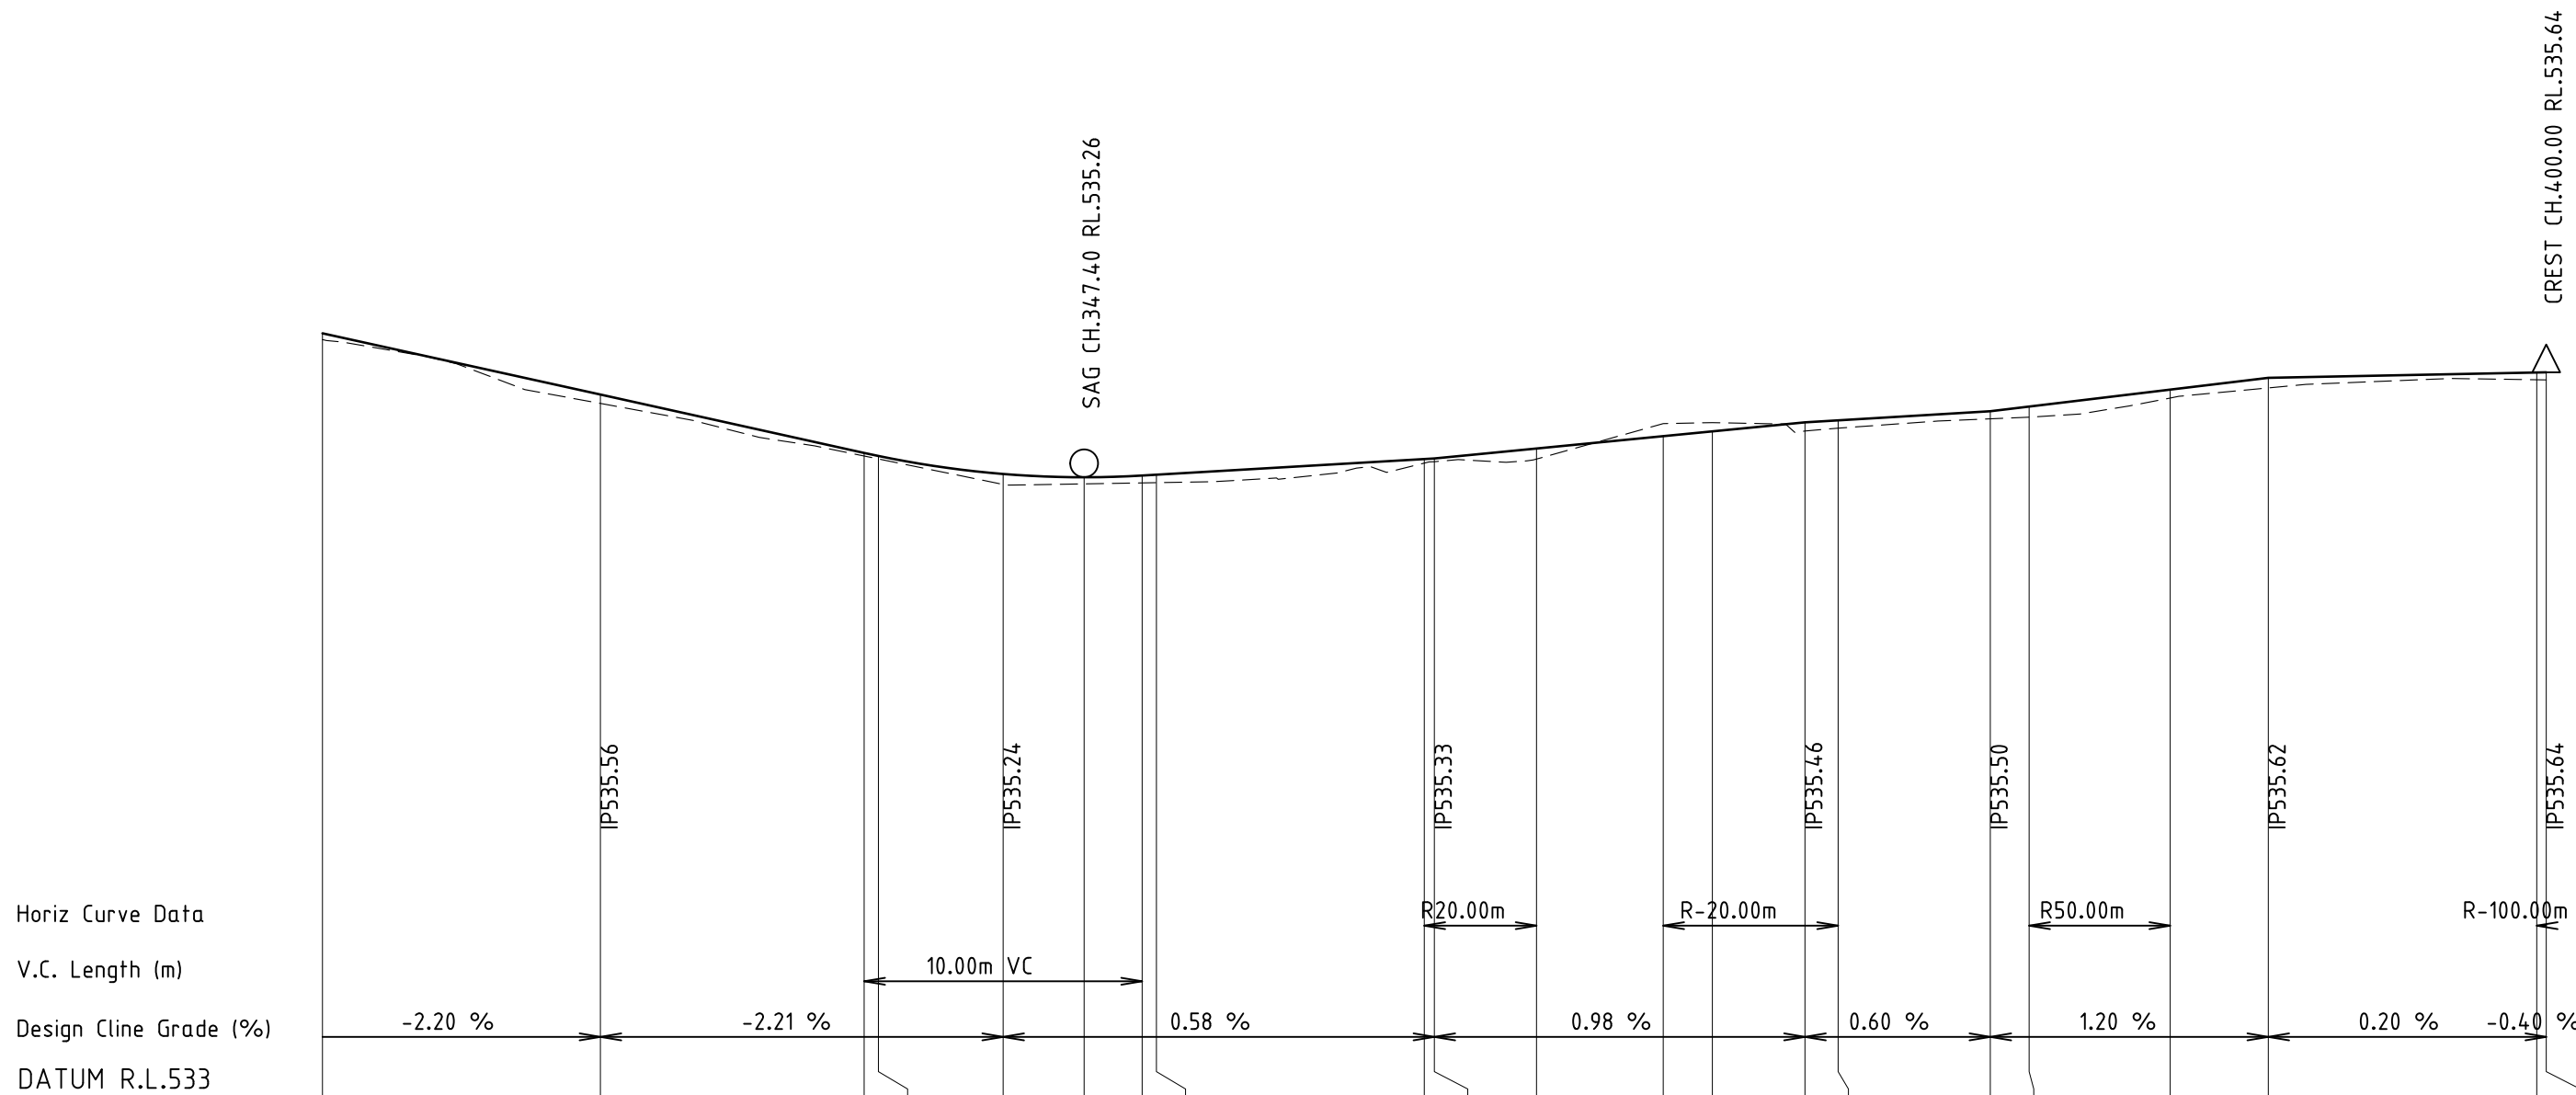 CREST CH.400.00 RL.535.64
SAG CH.347.40 RL.535.26
IP535.56
IP535.24
IP535.33
IP535.46
IP535.50
IP535.62
IP535.64
Horiz Curve Data
R20.00m
R-20.00m
R50.00m
R-100.00m
V.C. Length (m)
10.00m VC
Design Cline Grade (%)
-2.20 %
-2.21 %
0.58 %
0.98 %
0.60 %
1.20 %
0.20 %
-0.40 %
DATUM R.L.533